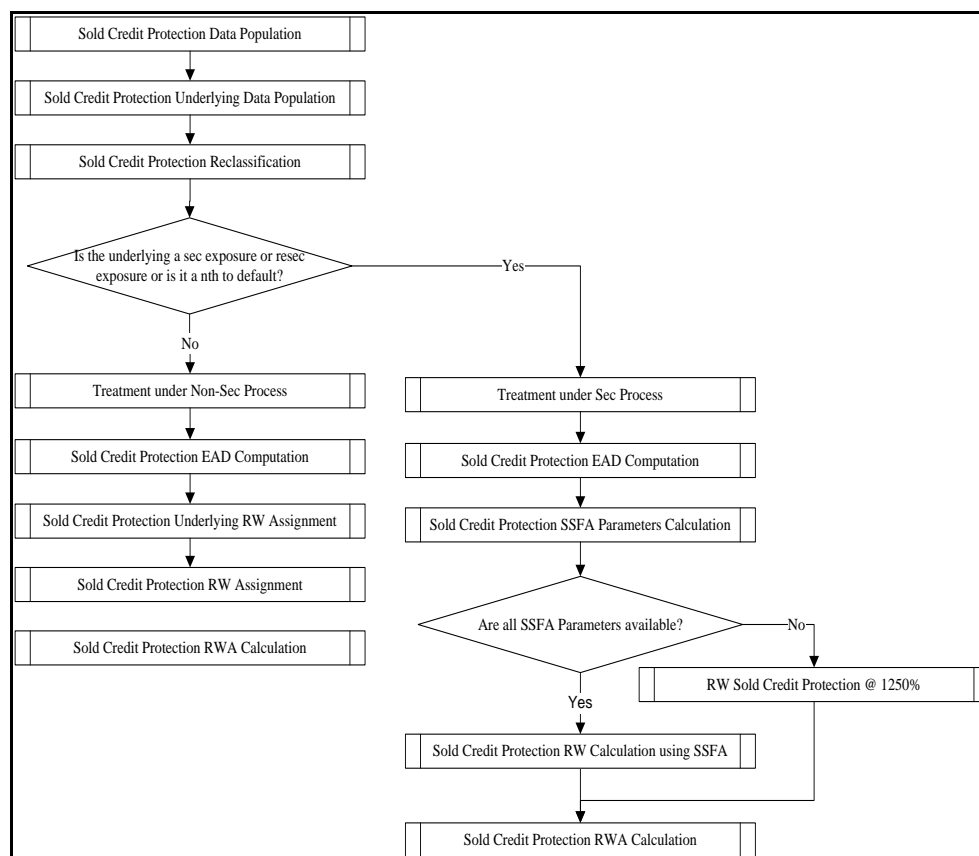 Sold Credit Protection Data Population
Sold Credit Protection Underlying Data Population
Sold Credit Protection Reclassification
Is the underlying a sec exposure or resec
exposure or is it a nth to default?
Yes
No
Treatment under Non-Sec Process
Sold Credit Protection EAD Computation
Sold Credit Protection Underlying RW Assignment
Sold Credit Protection RW Assignment
Sold Credit Protection RWA Calculation
Treatment under Sec Process
Sold Credit Protection EAD Computation
Sold Credit Protection SSFA Parameters Calculation
Are all SSFA Parameters available?
No
RW Sold Credit Protection @ 1250%
Yes
Sold Credit Protection RW Calculation using SSFA
Sold Credit Protection RWA Calculation